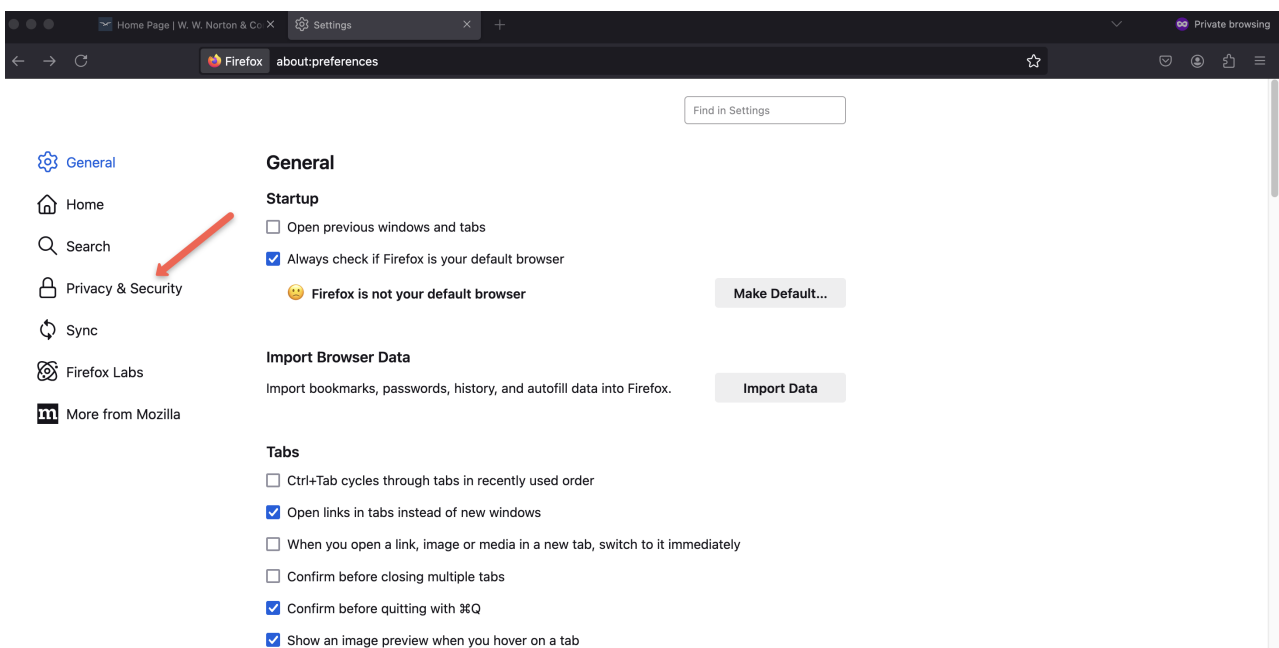 Home Page | W. W. Norton & Co
Settings
Private browsing
Firefox
about:preferences
Find in Settings
General
Home
Search
Privacy & Security
Sync
Firefox Labs
m More from Mozilla
General
Startup
Open previous windows and tabs
Always check if Firefox is your default browser
Firefox is not your default browser
Make Default...
Import Browser Data
Import bookmarks, passwords, history, and autofill data into Firefox.
Import Data
Tabs
Ctrl+Tab cycles through tabs in recently used order
Open links in tabs instead of new windows
When you open a link, image or media in a new tab, switch to it immediately
Confirm before closing multiple tabs
Confirm before quitting with ⌘Q
Show an image preview when you hover on a tab